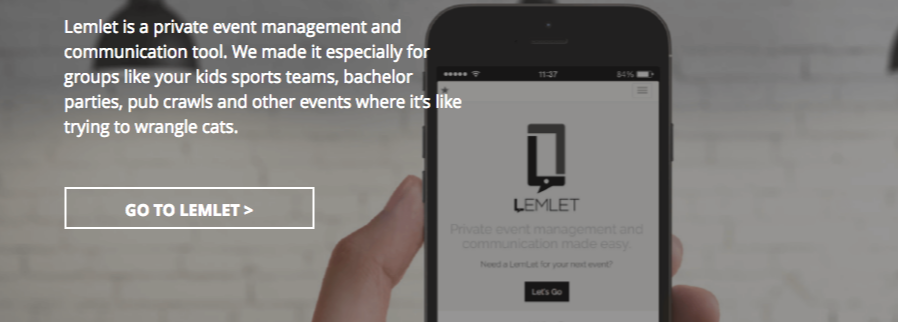 Lemlet is a private event management and
communication tool. We made it especially for
groups like your kids sports teams, bachelor
parties, pub crawls and other events where it's like
trying to wrangle cats.
GO TO LEMLET >
11:37
84%
LEMLET
Private event management and
communication made easy.
Need a LemLet for your next event?
Let's Go